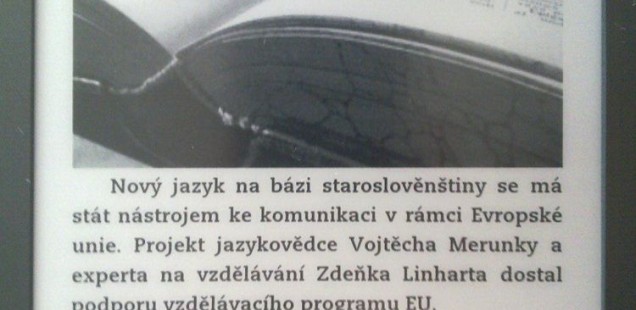 Nový jazyk na bázi staroslověnštiny se má
stát nástrojem ke komunikaci v rámci Evropské
unie. Projekt jazykovědce Vojtěcha Merunky a
experta na vzdělávání Zdeňka Linharta dostal
podporu vzdělávacího programu EU.